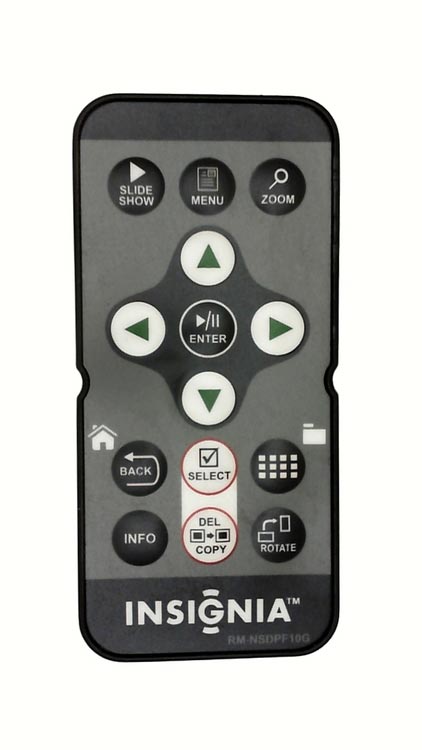 SLIDE
SHOW
MENU
ZOOM
ENTER
BACK
SELECT
INFO
DEL
COPY
ROTATE
INSIGNIA™
RM-NSDPF10G